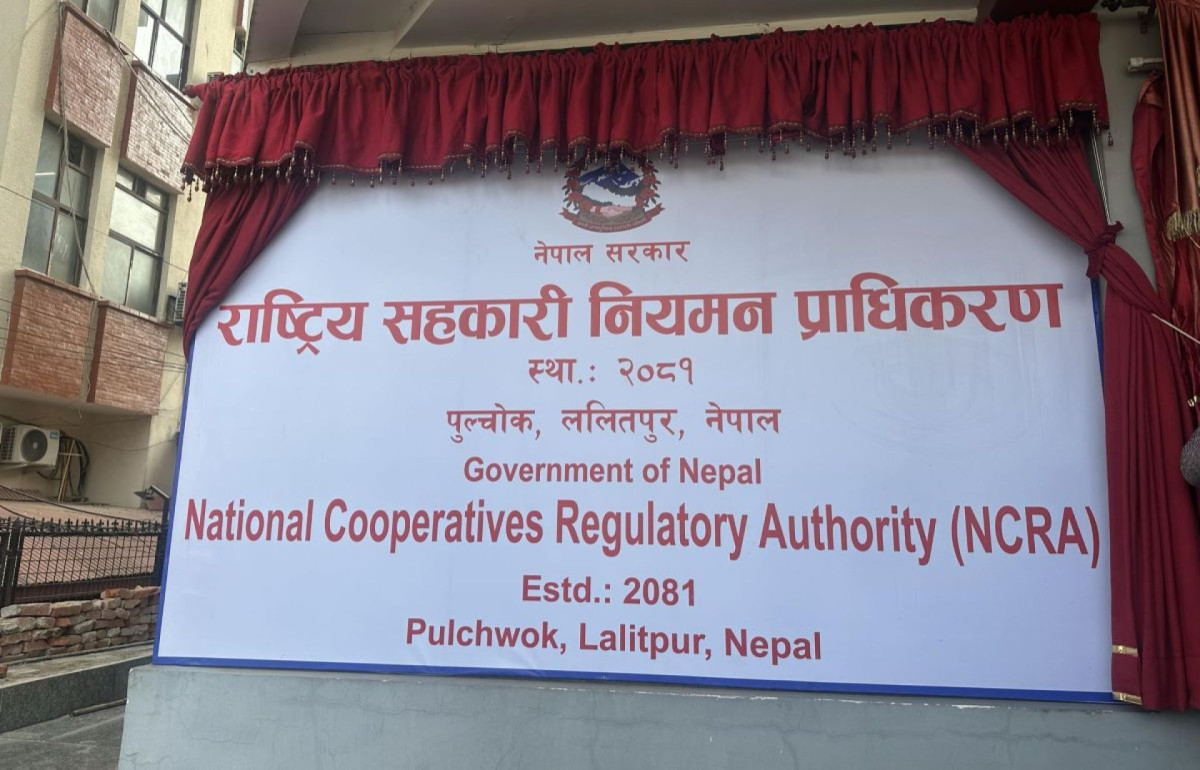 नेपाल सरकार
राष्ट्रिय सहकारी नियमन प्राधिकरण
स्था.: २०८१
पुल्चोक, ललितपुर, नेपाल
Government of Nepal
National Cooperatives Regulatory Authority (NCRA)
Estd.: 2081
Pulchwok, Lalitpur, Nepal